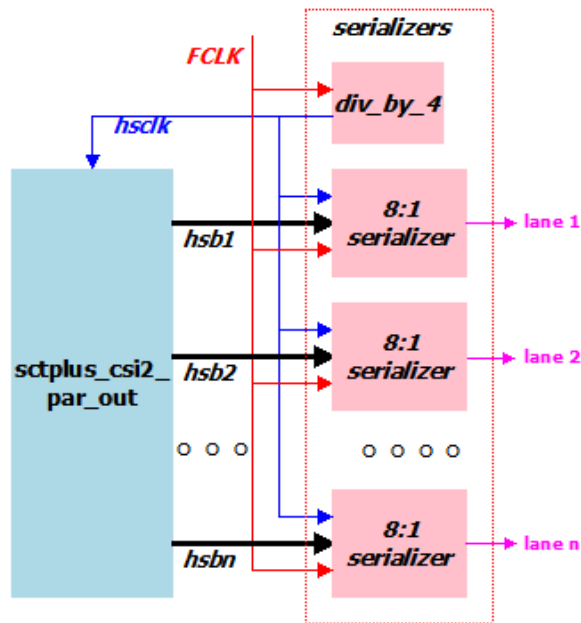 serializers
FCLK
div_by_4
hsclk
8:1
serializer
hsb1
lane 1
8:1
serializer
hsb2
lane 2
sctplus_csi2_
par_out
8:1
serializer
hsbn
lane n